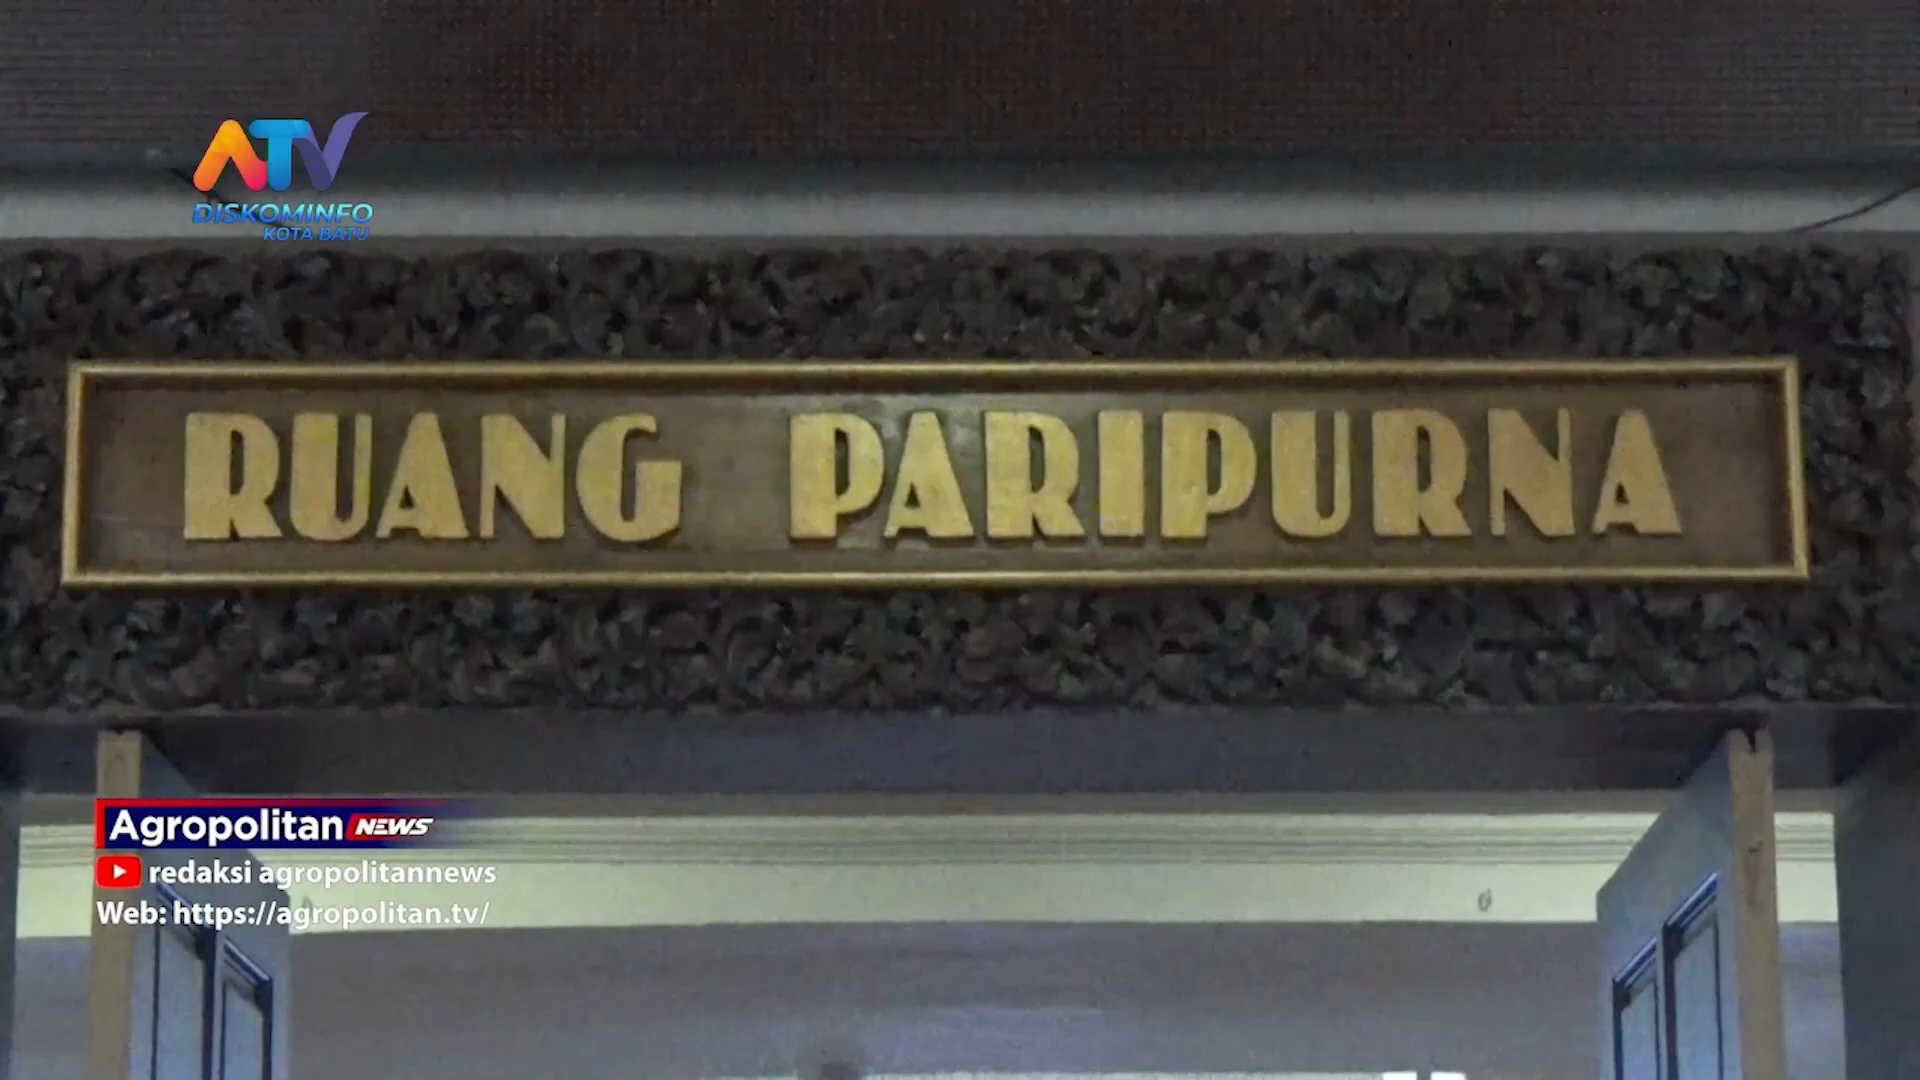 ATV
DISKOMINFO
KOTA BATU
RUANG PARIPURNA
Agropolitan NEWS
redaksi agropolitannews
Web: https://agropolitan.tv/